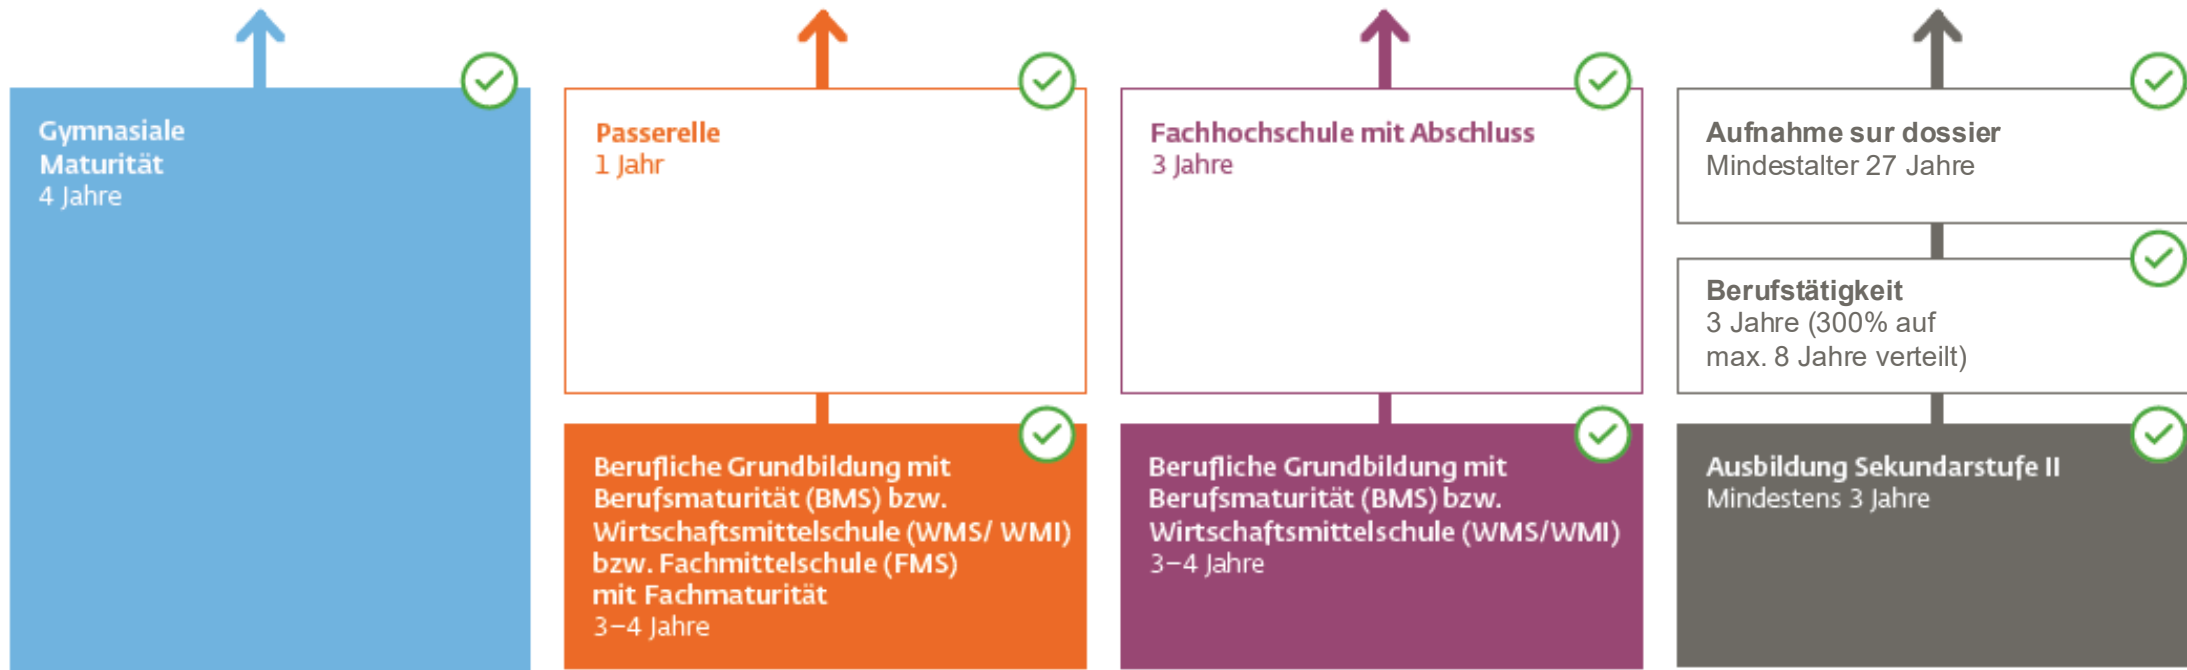 Gymnasiale
Maturität
4 Jahre
Passerelle
1 Jahr
Fachhochschule mit Abschluss
3 Jahre
Aufnahme sur dossier
Mindestalter 27 Jahre
Berufstätigkeit
3 Jahre (300% auf
max. 8 Jahre verteilt)
Berufliche Grundbildung mit
Berufsmaturität (BMS) bzw.
Wirtschaftsmittelschule (WMS/ WMI)
bzw. Fachmittelschule (FMS)
mit Fachmaturität
3–4 Jahre
Berufliche Grundbildung mit
Berufsmaturität (BMS) bzw.
Wirtschaftsmittelschule (WMS/WMI)
3–4 Jahre
Ausbildung Sekundarstufe II
Mindestens 3 Jahre